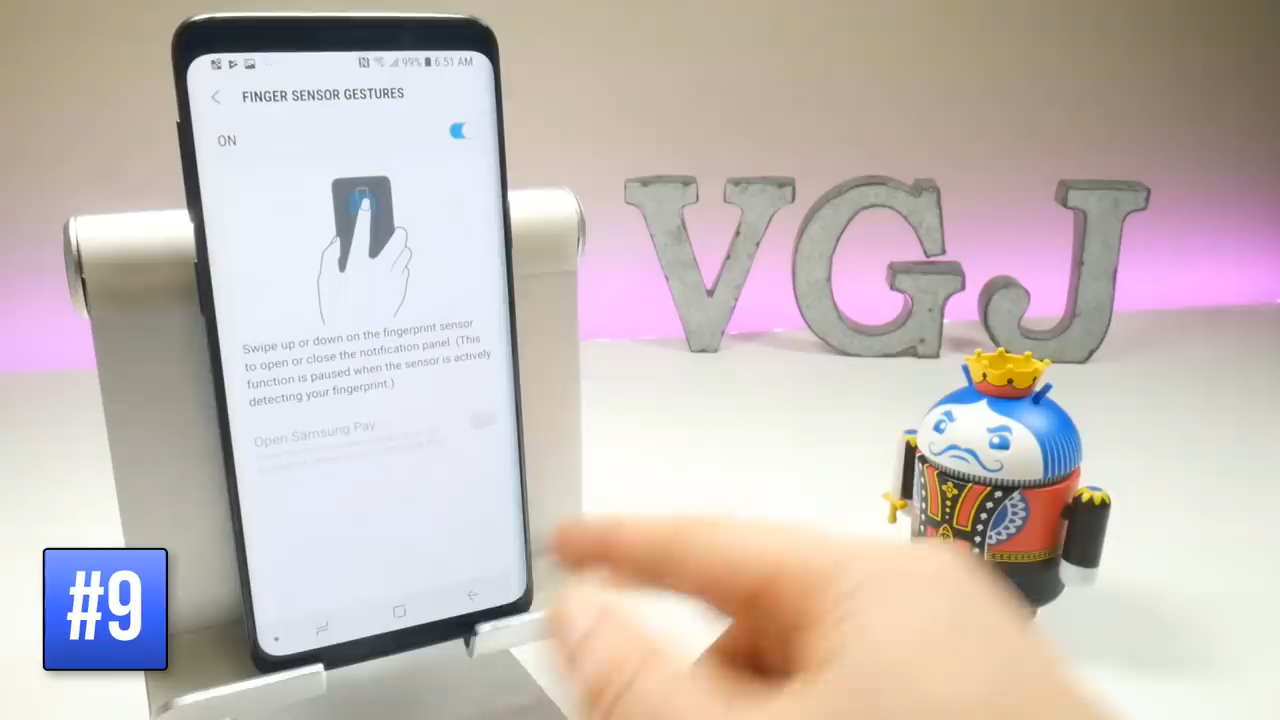 99% 6:51 AM
FINGER SENSOR GESTURES
ON
Swipe up or down on the fingerprint sensor
to open or close the notification panel. (This
function is paused when the sensor is actively
detecting your fingerprint.)
Open Samsung Pay
VGJ
#9